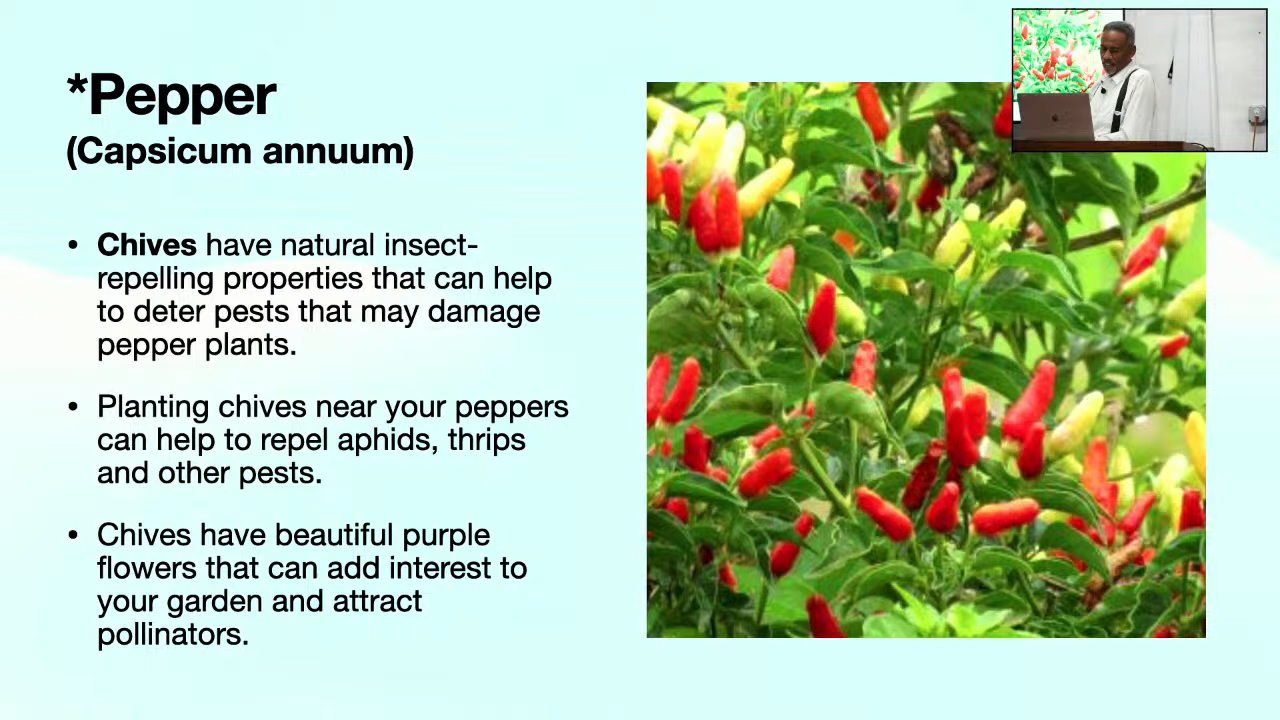 *Pepper
(Capsicum annuum)
• Chives have natural insect-
repelling properties that can help
to deter pests that may damage
pepper plants.
• Planting chives near your peppers
can help to repel aphids, thrips
and other pests.
• Chives have beautiful purple
flowers that can add interest to
your garden and attract
pollinators.